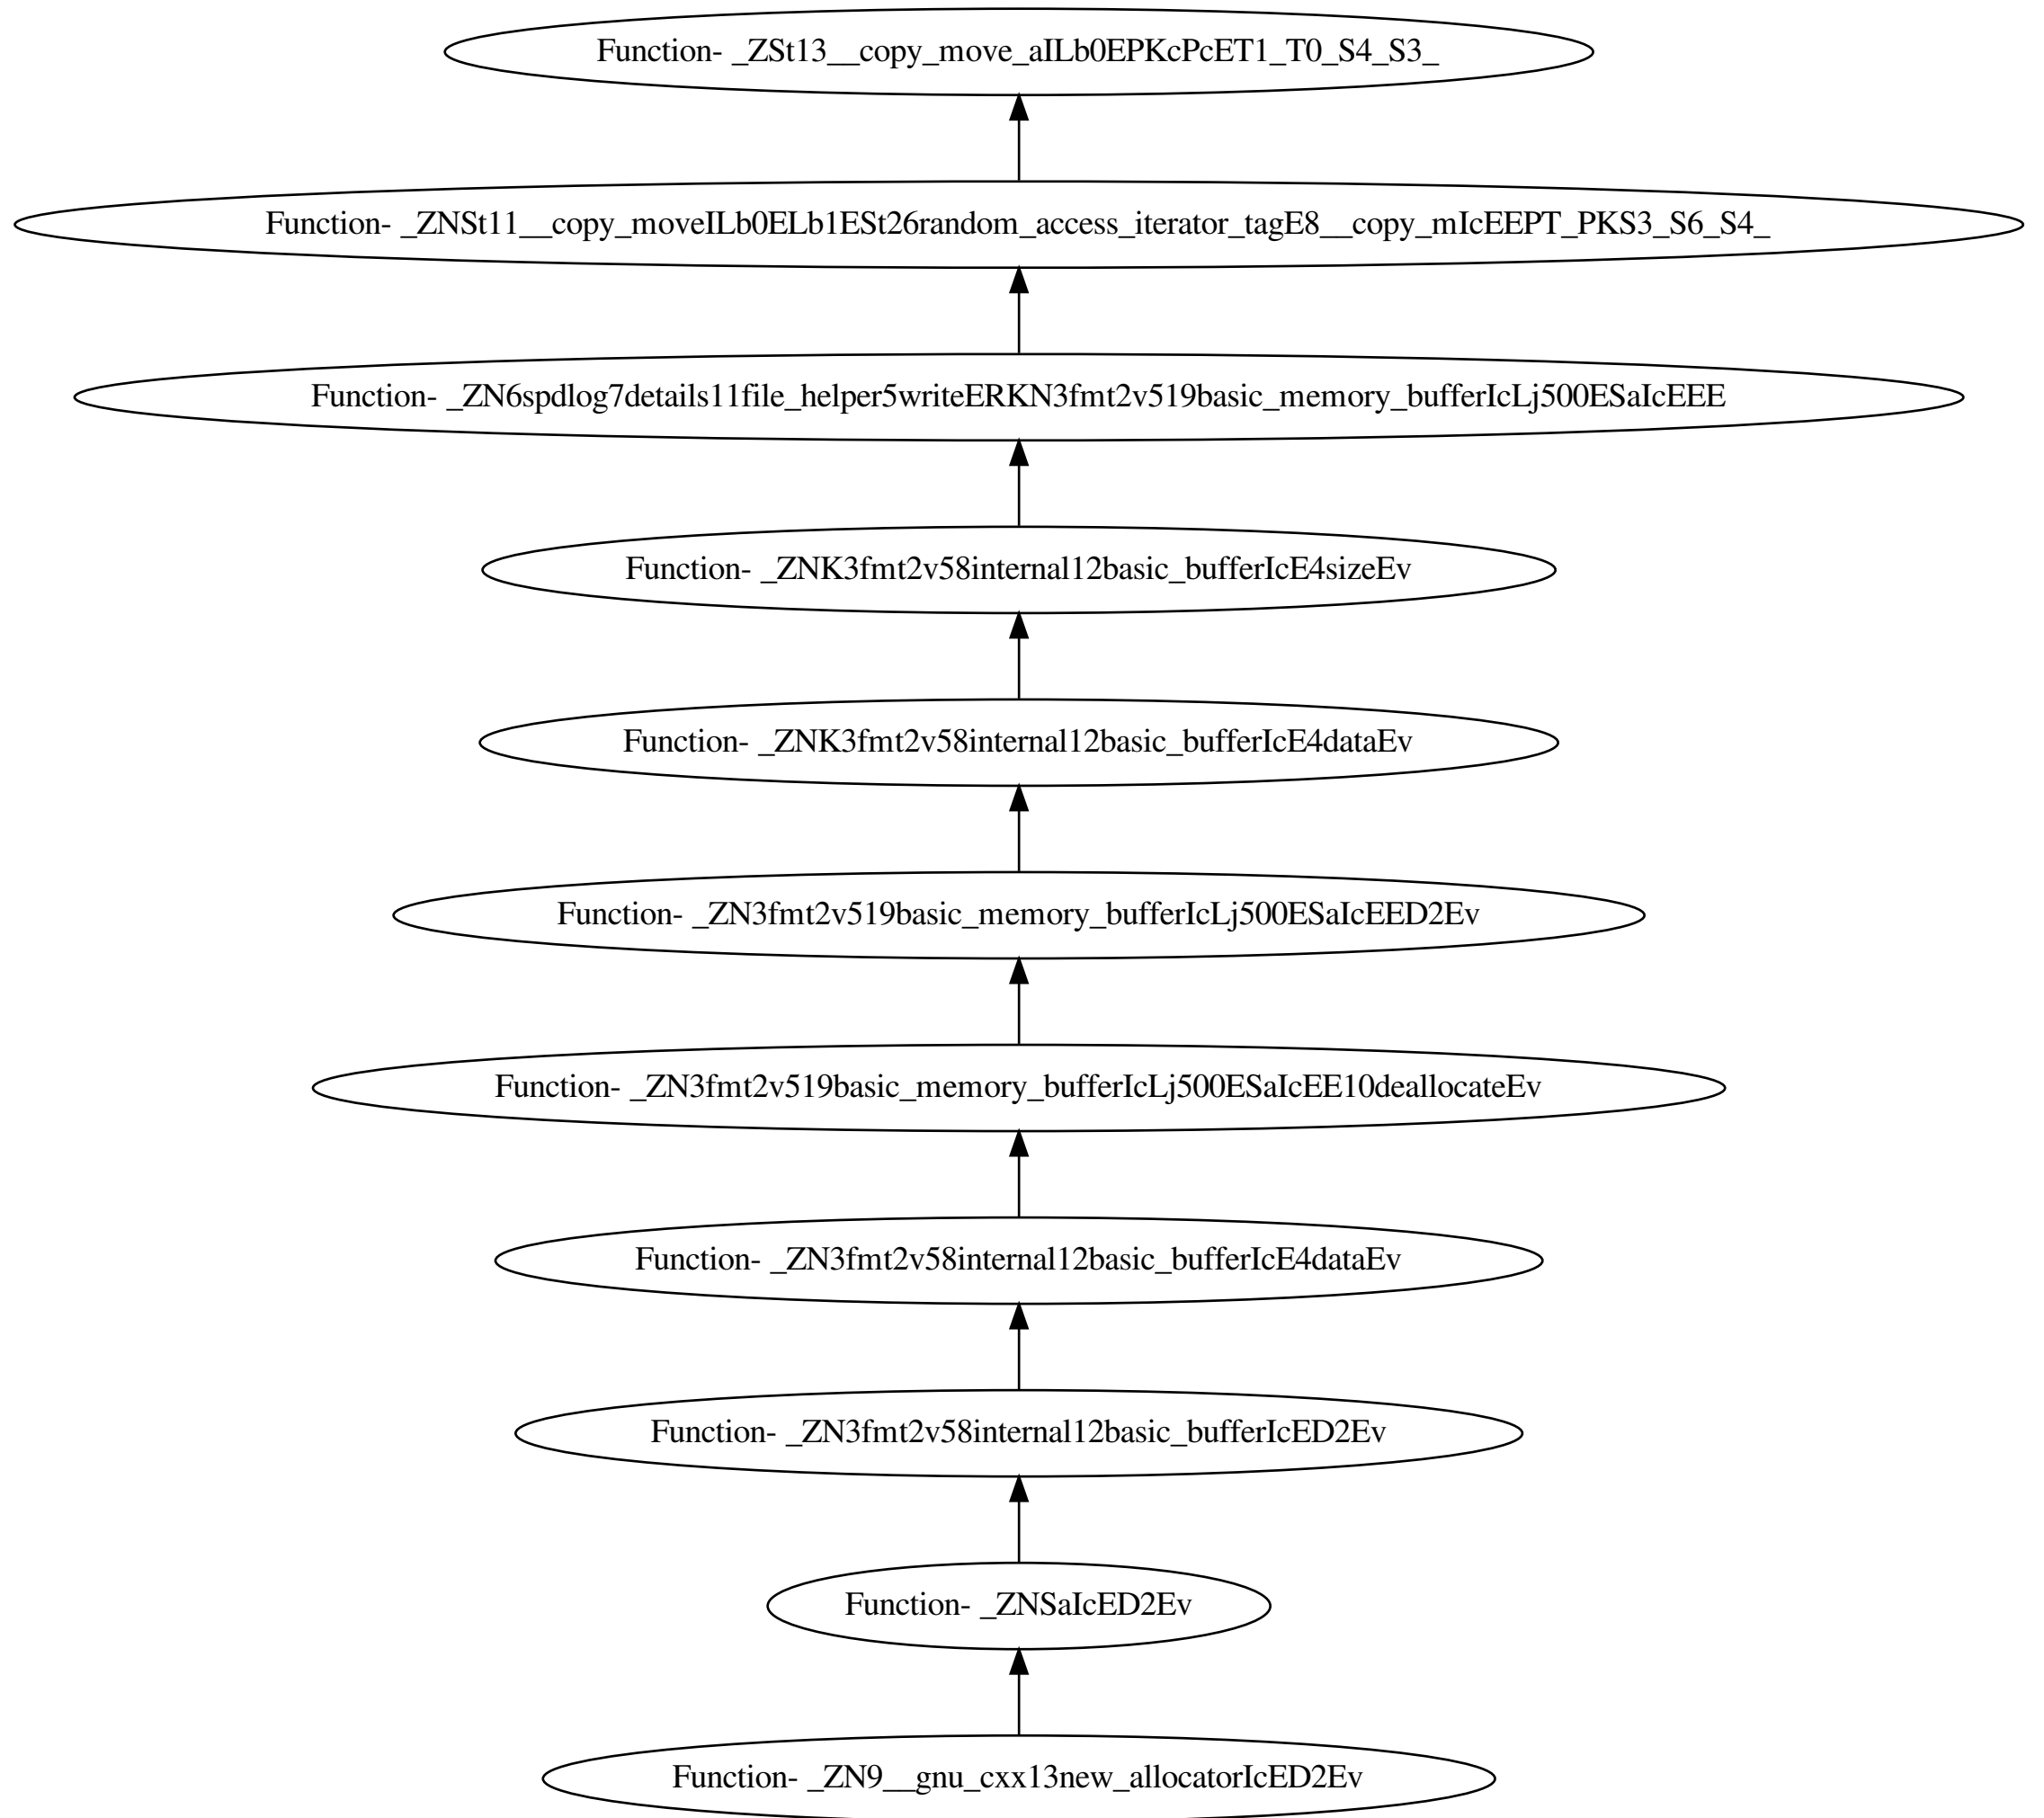 Function- _ZSt13__copy_move_aILb0EPKcPcET1_T0_S4_S3_
Function- _ZNSt11__copy_moveILb0ELb1ESt26random_access_iterator_tagE8__copy_mIcEEPT_PKS3_S6_S4_
Function- _ZN6spdlog7details11file_helper5writeERKN3fmt2v519basic_memory_bufferIcLj500ESaIcEEE
Function- _ZNK3fmt2v58internal12basic_bufferIcE4sizeEv
Function- _ZNK3fmt2v58internal12basic_bufferIcE4dataEv
Function- _ZN3fmt2v519basic_memory_bufferIcLj500ESaIcEED2Ev
Function- _ZN3fmt2v519basic_memory_bufferIcLj500ESaIcEE10deallocateEv
Function- _ZN3fmt2v58internal12basic_bufferIcE4dataEv
Function- _ZN3fmt2v58internal12basic_bufferIcED2Ev
Function- _ZNSaIcED2Ev
Function- _ZN9__gnu_cxx13new_allocatorIcED2Ev